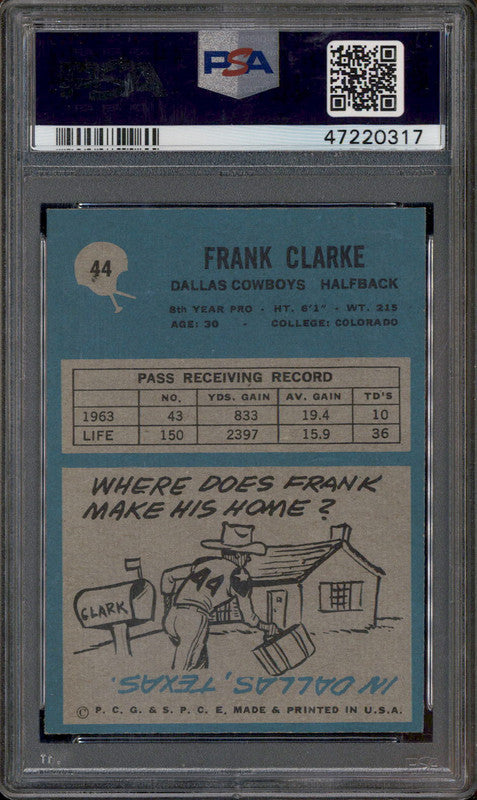 PSA
47220317
44
FRANK CLARKE
DALLAS COWBOYS HALFBACK
8th YEAR PRO - HT. 6'1" - WT. 215
AGE: 30 - COLLEGE: COLORADO
PASS RECEIVING RECORD
NO. YDS. GAIN AV. GAIN TD'S
1963 43 833 19.4 10
LIFE 150 2397 15.9 36
WHERE DOES FRANK
MAKE HIS HOME?
CLARK
44
IN DALLAS, TEXAS.
© P. C. G. & S. P. C. E. MADE & PRINTED IN U.S.A.